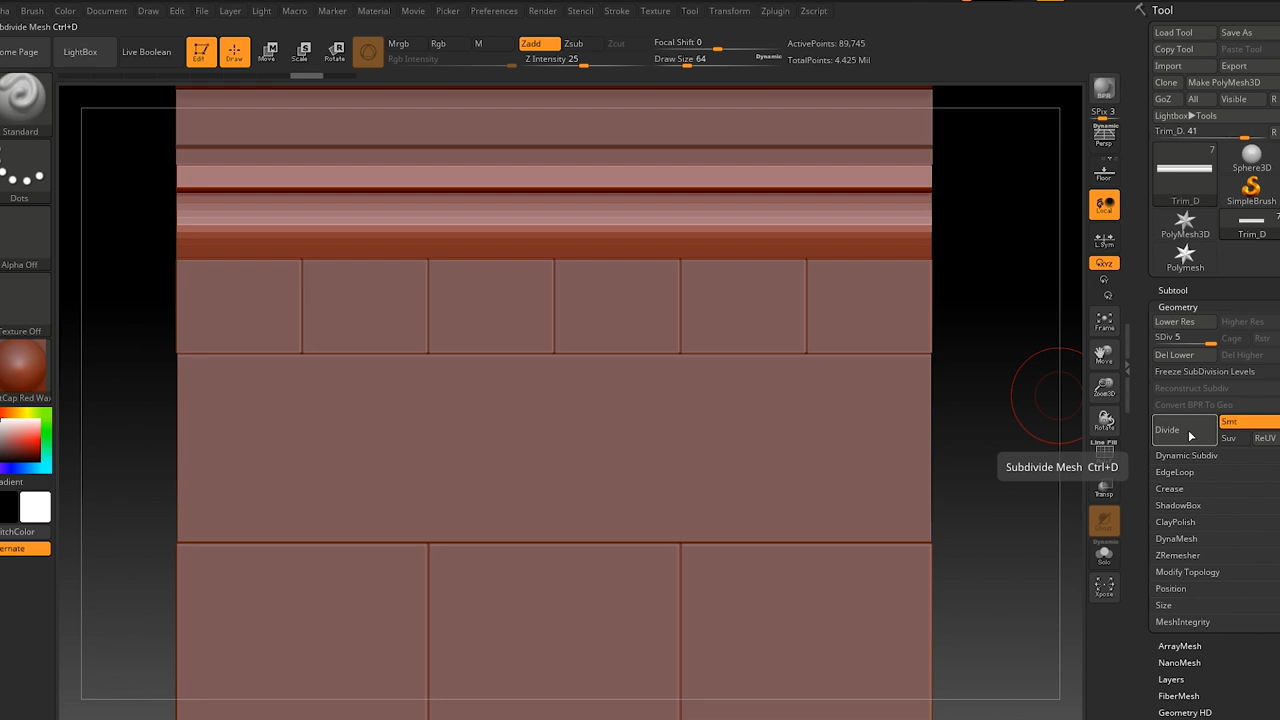 ha Brush Color Document Draw Edit File Layer Light Macro Marker Material Movie Picker Preferences Render Stencil Stroke Texture Tool Transform Zplugin Zscript
ubdivide Mesh Ctrl+D
ome Page LightBox Live Boolean Edit Draw Move Scale Rotate
Mrgb Rgb M Zadd Zsub Zcut Focal Shift 0 ActivePoints: 89,745
Rgb Intensity Z Intensity 25 Draw Size 64 Dynamic TotalPoints: 4.425 Mil
Standard
Dots
Alpha Off
Texture Off
tCap Red Wax
adient
itchColor
ernate
BPR
SPix 3
Dynamic
Persp
Floor
Local
L.Sym
XYZ
Frame
Move
Zoom3D
Rotate
Line Fill
Transp
Ghost
Dynamic
Solo
Xpose
Subdivide Mesh Ctrl+D
Tool
Load Tool Save As
Copy Tool Paste Tool
Import Export
Clone Make PolyMesh3D
GoZ All Visible R
Lightbox▶Tools
Trim_D. 41 R
7
Trim_D
Sphere3D
SimpleBrush
PolyMesh3D
7
Trim_D
Polymesh
Subtool
Geometry
Lower Res Higher Res
SDiv 5 Cage Rstr
Del Lower Del Higher
Freeze SubDivision Levels
Reconstruct Subdiv
Convert BPR To Geo
Divide Smt
Suv ReUV
Dynamic Subdiv
EdgeLoop
Crease
ShadowBox
ClayPolish
DynaMesh
ZRemesher
Modify Topology
Position
Size
MeshIntegrity
ArrayMesh
NanoMesh
Layers
FiberMesh
Geometry HD